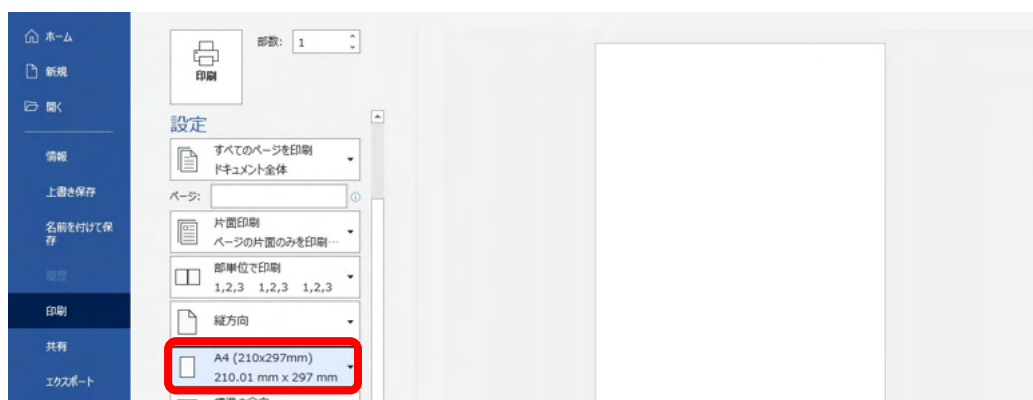 ホーム
新規
開く
情報
上書き保存
名前を付けて保
存
印刷
共有
エクスポート
印刷
部数: 1
設定
すべてのページを印刷
ドキュメント全体
ページ:
片面印刷
ページの片面のみを印刷…
部単位で印刷
1,2,3 1,2,3 1,2,3
縦方向
A4 (210x297mm)
210.01 mm x 297 mm